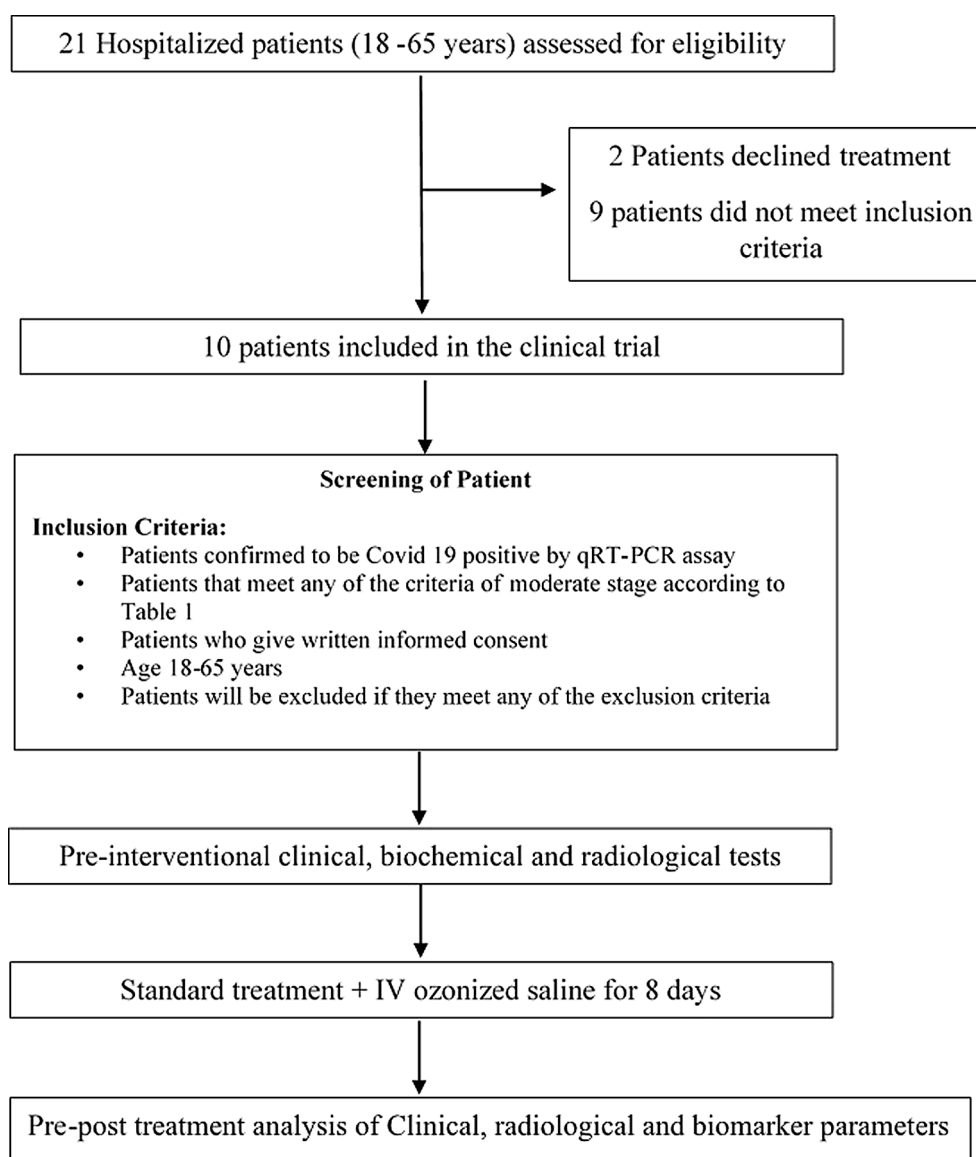 21 Hospitalized patients (18 -65 years) assessed for eligibility
2 Patients declined treatment
9 patients did not meet inclusion
criteria
10 patients included in the clinical trial
Screening of Patient
Inclusion Criteria:
• Patients confirmed to be Covid 19 positive by qRT-PCR assay
• Patients that meet any of the criteria of moderate stage according to
Table 1
• Patients who give written informed consent
• Age 18-65 years
• Patients will be excluded if they meet any of the exclusion criteria
Pre-interventional clinical, biochemical and radiological tests
Standard treatment + IV ozonized saline for 8 days
Pre-post treatment analysis of Clinical, radiological and biomarker parameters